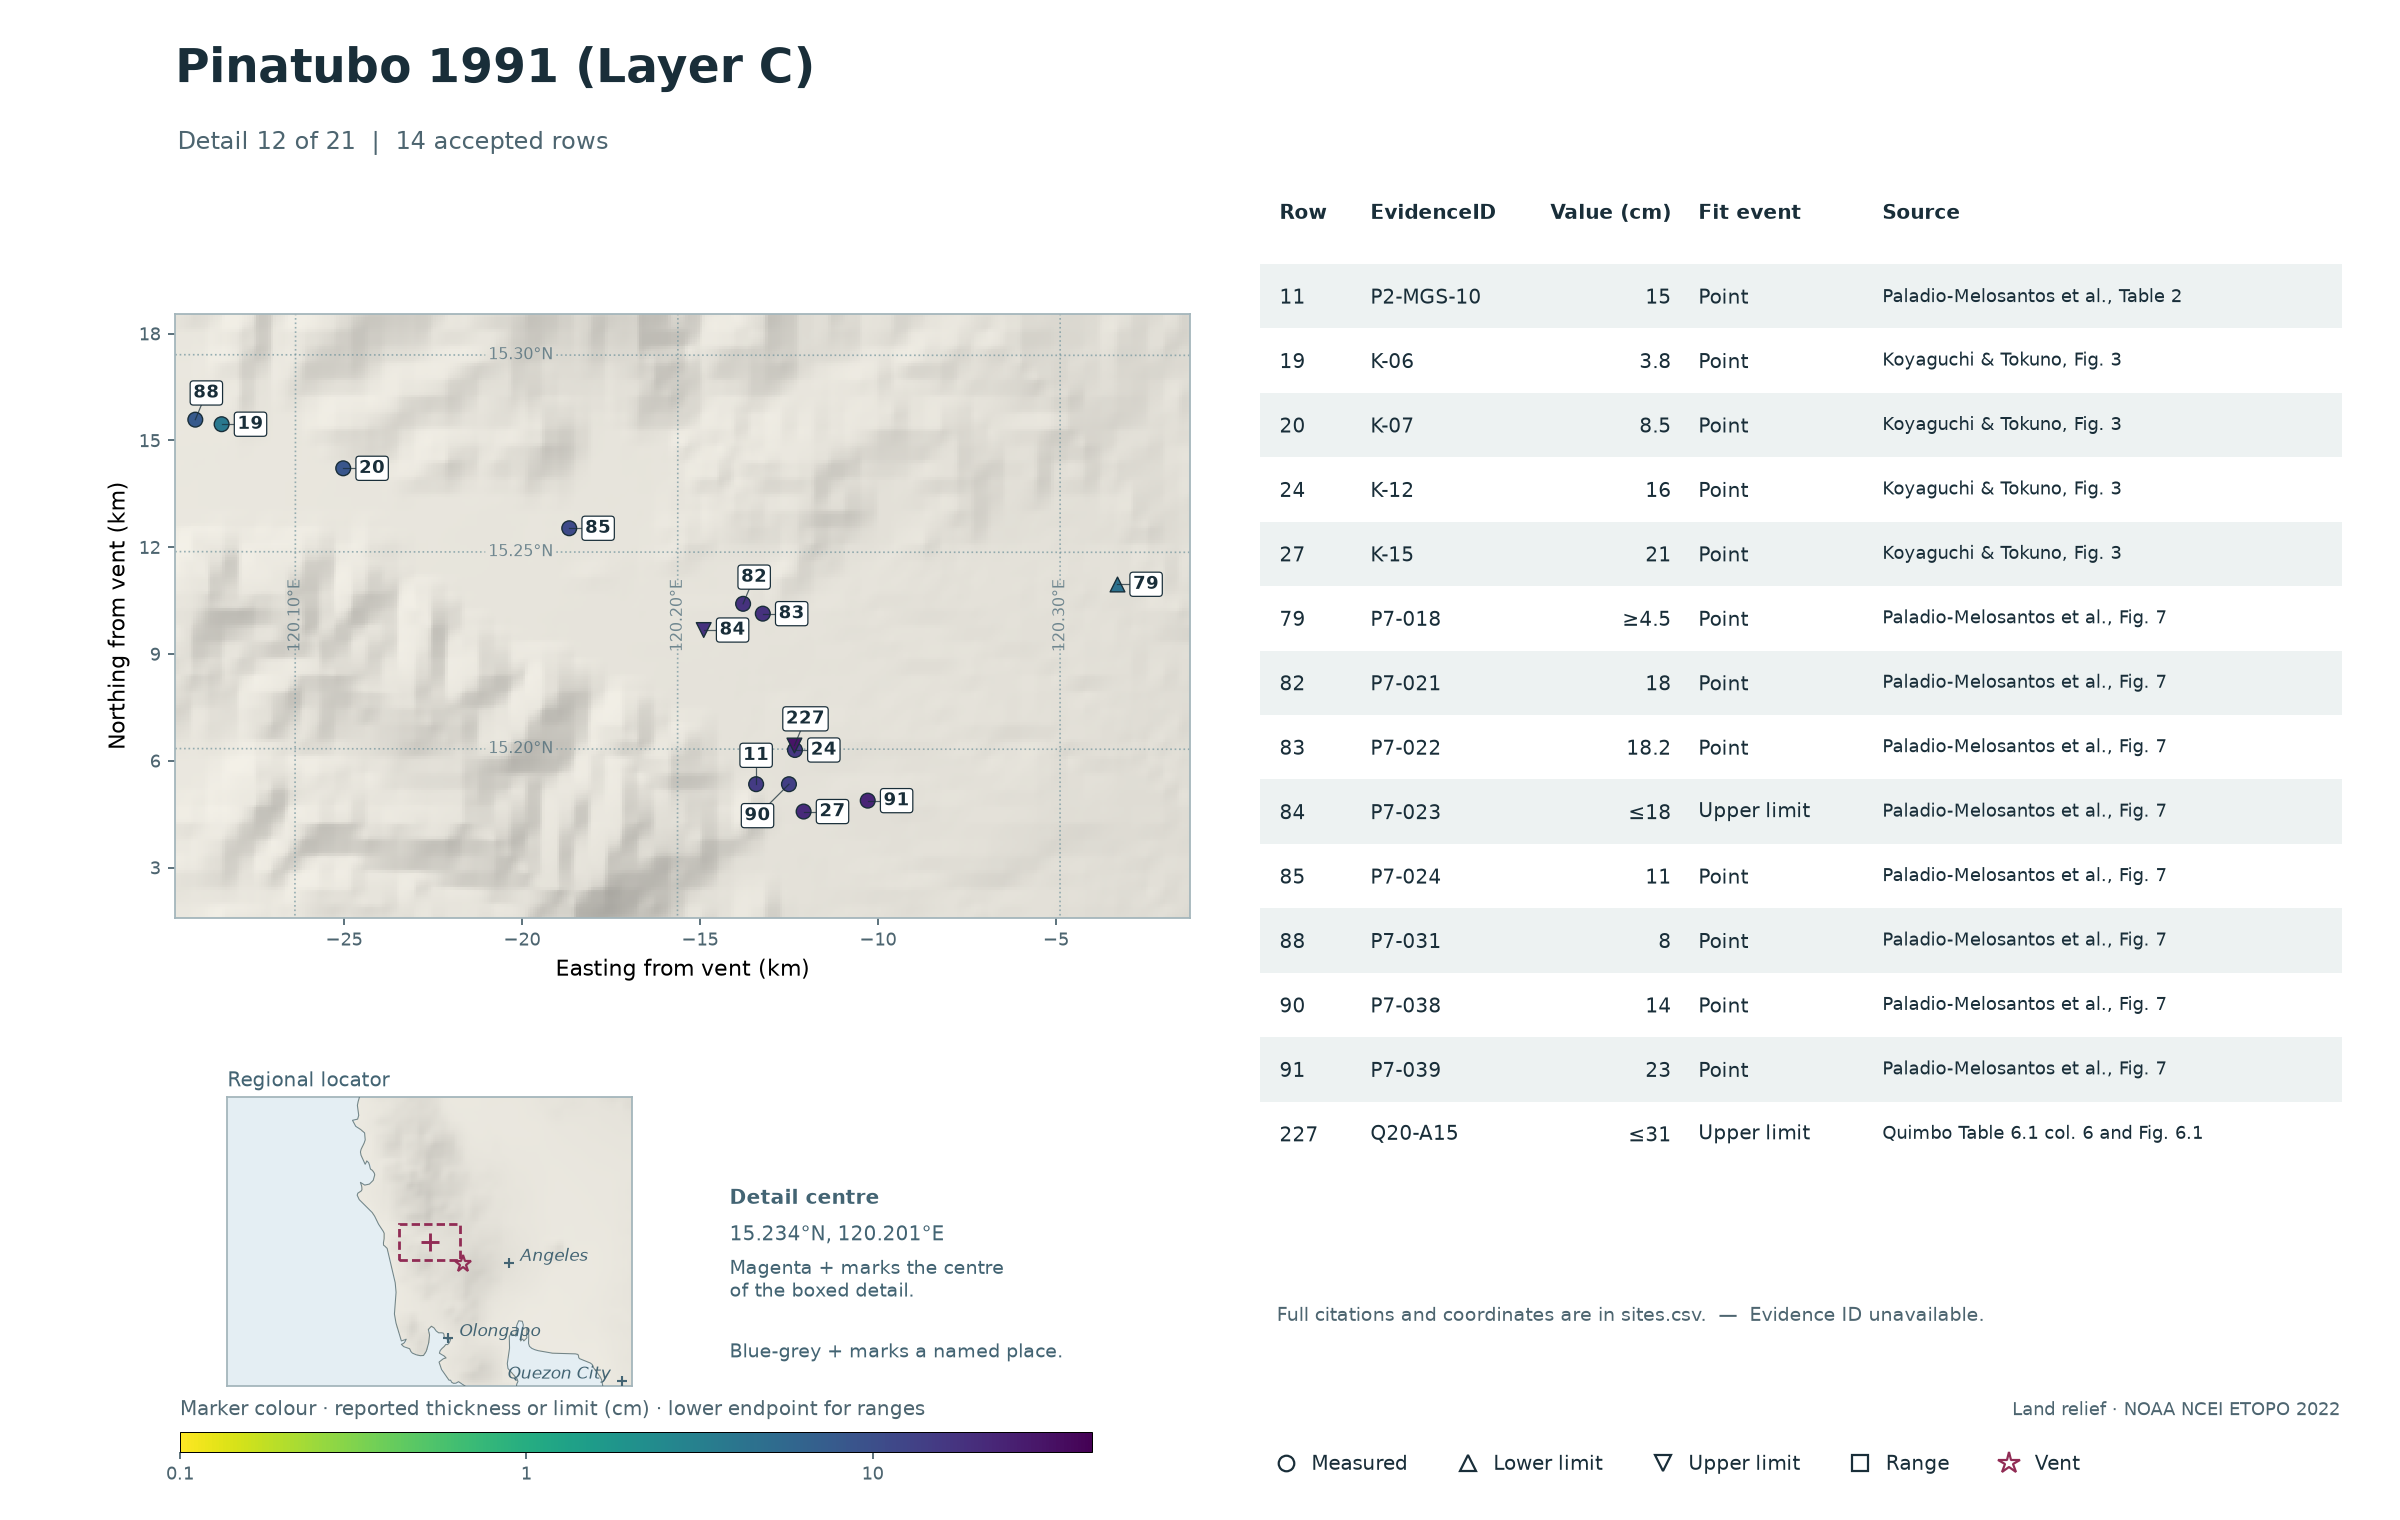 Pinatubo 1991 (Layer C)
Detail 12 of 21 | 14 accepted rows
Row EvidenceID Value (cm) Fit event Source
11 P2-MGS-10 15 Point Paladio-Melosantos et al., Table 2
19 K-06 3.8 Point Koyaguchi & Tokuno, Fig. 3
20 K-07 8.5 Point Koyaguchi & Tokuno, Fig. 3
24 K-12 16 Point Koyaguchi & Tokuno, Fig. 3
27 K-15 21 Point Koyaguchi & Tokuno, Fig. 3
79 P7-018 ≥4.5 Point Paladio-Melosantos et al., Fig. 7
82 P7-021 18 Point Paladio-Melosantos et al., Fig. 7
83 P7-022 18.2 Point Paladio-Melosantos et al., Fig. 7
84 P7-023 ≤18 Upper limit Paladio-Melosantos et al., Fig. 7
85 P7-024 11 Point Paladio-Melosantos et al., Fig. 7
88 P7-031 8 Point Paladio-Melosantos et al., Fig. 7
90 P7-038 14 Point Paladio-Melosantos et al., Fig. 7
91 P7-039 23 Point Paladio-Melosantos et al., Fig. 7
227 Q20-A15 ≤31 Upper limit Quimbo Table 6.1 col. 6 and Fig. 6.1
Northing from vent (km)
18
15
12
9
6
3
15.30°N
15.25°N
15.20°N
120.10°E
120.20°E
120.30°E
88
19
20
85
82
83
84
79
227
24
11
90
27
91
−25 −20 −15 −10 −5
Easting from vent (km)
Regional locator
Angeles
Olongapo
Quezon City
Detail centre
15.234°N, 120.201°E
Magenta + marks the centre
of the boxed detail.
Blue-grey + marks a named place.
Full citations and coordinates are in sites.csv. — Evidence ID unavailable.
Marker colour · reported thickness or limit (cm) · lower endpoint for ranges
0.1 1 10
Land relief · NOAA NCEI ETOPO 2022
Measured Lower limit Upper limit Range Vent